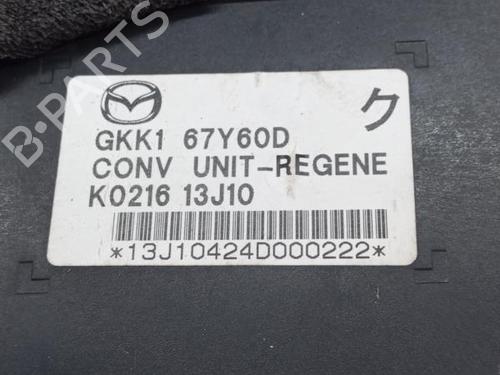 B-PARTS
ク
GKK1 67Y60D
CONV UNIT-REGENE
K0216 13J10
*13J10424D000222*